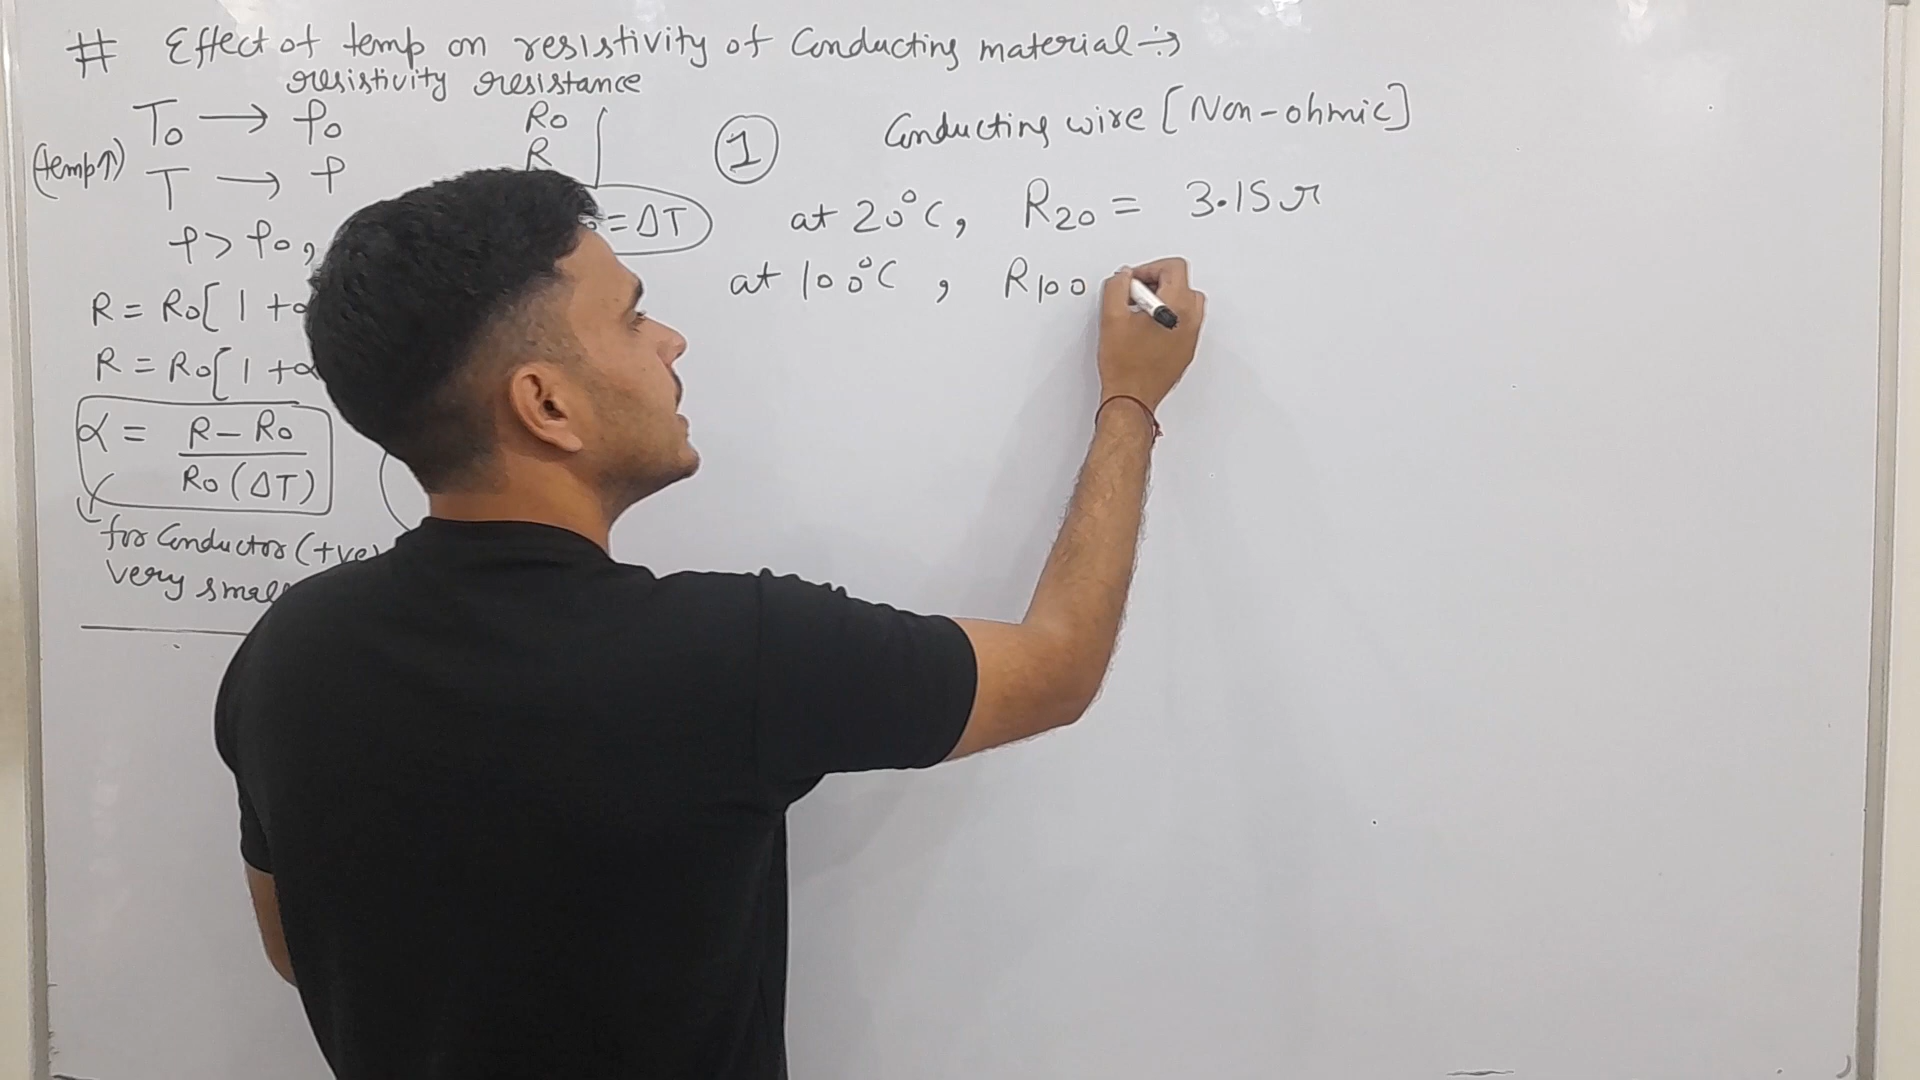 # Effect of temp on resistivity of Conducting material :→
resistivity resistance
T₀ → ρ₀
R₀
(temp↑)
T → ρ
R
ρ > ρ₀,
= ΔT
R = R₀[1 + α
R = R₀[1 + α
α = R - R₀ / R₀(ΔT)
for Conductor (+ve)
very small
① Conducting wire [Non-ohmic]
at 20°C, R₂₀ = 3.15 Ω
at 100°C, R₁₀₀